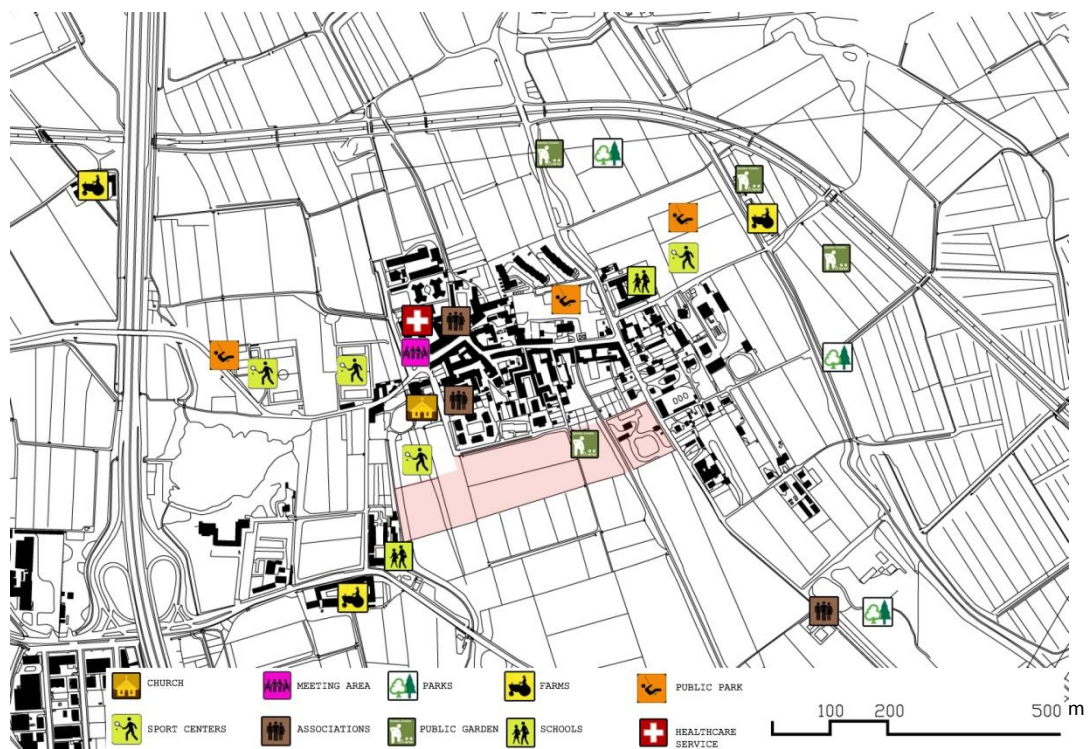 CHURCH
MEETING AREA
PARKS
FARMS
PUBLIC PARK
SPORT CENTERS
ASSOCIATIONS
PUBLIC GARDEN
SCHOOLS
HEALTHCARE
SERVICE
100 200 500 m